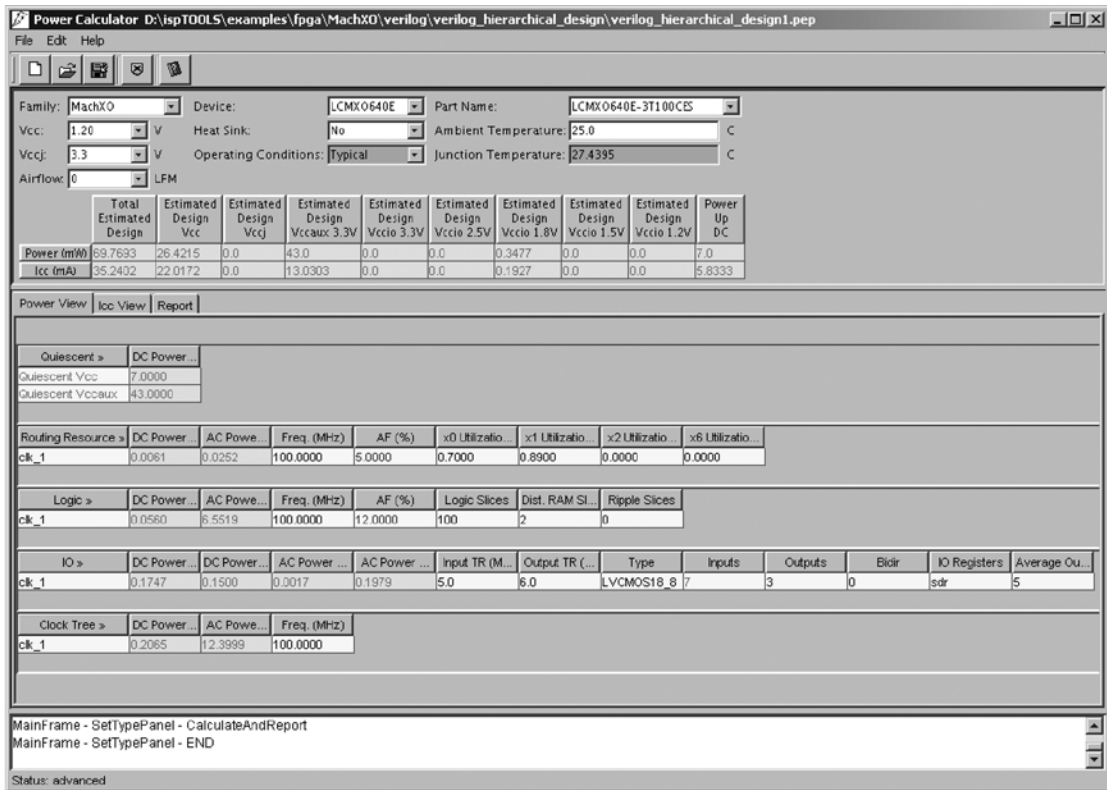 Power Calculator D:\ispTOOLS\examples\fpga\MachXO\verilog\verilog_hierarchical_design\verilog_hierarchical_design1.pep
File Edit Help
Family: MachXO Device: LCMXO640E Part Name: LCMXO640E-3T100CES
Vcc: 1.20 V Heat Sink: No Ambient Temperature: 25.0 C
Vccj: 3.3 V Operating Conditions: Typical Junction Temperature: 27.4395 C
Airflow: 0 LFM
Total Estimated Estimated Estimated Estimated Estimated Estimated Estimated Estimated Power
Estimated Design Design Design Design Design Design Design Design Up
Design Vcc Vccj Vccaux 3.3V Vccio 3.3V Vccio 2.5V Vccio 1.8V Vccio 1.5V Vccio 1.2V DC
Power (mW) 69.7693 26.4215 0.0 43.0 0.0 0.0 0.3477 0.0 0.0 7.0
Icc (mA) 35.2402 22.0172 0.0 13.0303 0.0 0.0 0.1927 0.0 0.0 5.8333
Power View Icc View Report
Quiescent » DC Power...
Quiescent Vcc 7.0000
Quiescent Vccaux 43.0000
Routing Resource » DC Power... AC Powe... Freq. (MHz) AF (%) x0 Utilizatio... x1 Utilizatio... x2 Utilizatio... x6 Utilizatio...
clk_1 0.0061 0.0252 100.0000 5.0000 0.7000 0.8900 0.0000 0.0000
Logic » DC Power... AC Powe... Freq. (MHz) AF (%) Logic Slices Dist. RAM Sl... Ripple Slices
clk_1 0.0560 6.5519 100.0000 12.0000 100 2 0
IO » DC Power... DC Power... AC Power ... AC Power ... Input TR (M... Output TR (... Type Inputs Outputs Bidir IO Registers Average Ou...
clk_1 0.1747 0.1500 0.0017 0.1979 5.0 6.0 LVCMOS18_8 7 3 0 sdr 5
Clock Tree » DC Power... AC Powe... Freq. (MHz)
clk_1 0.2065 12.3999 100.0000
MainFrame - SetTypePanel - CalculateAndReport
MainFrame - SetTypePanel - END
Status: advanced